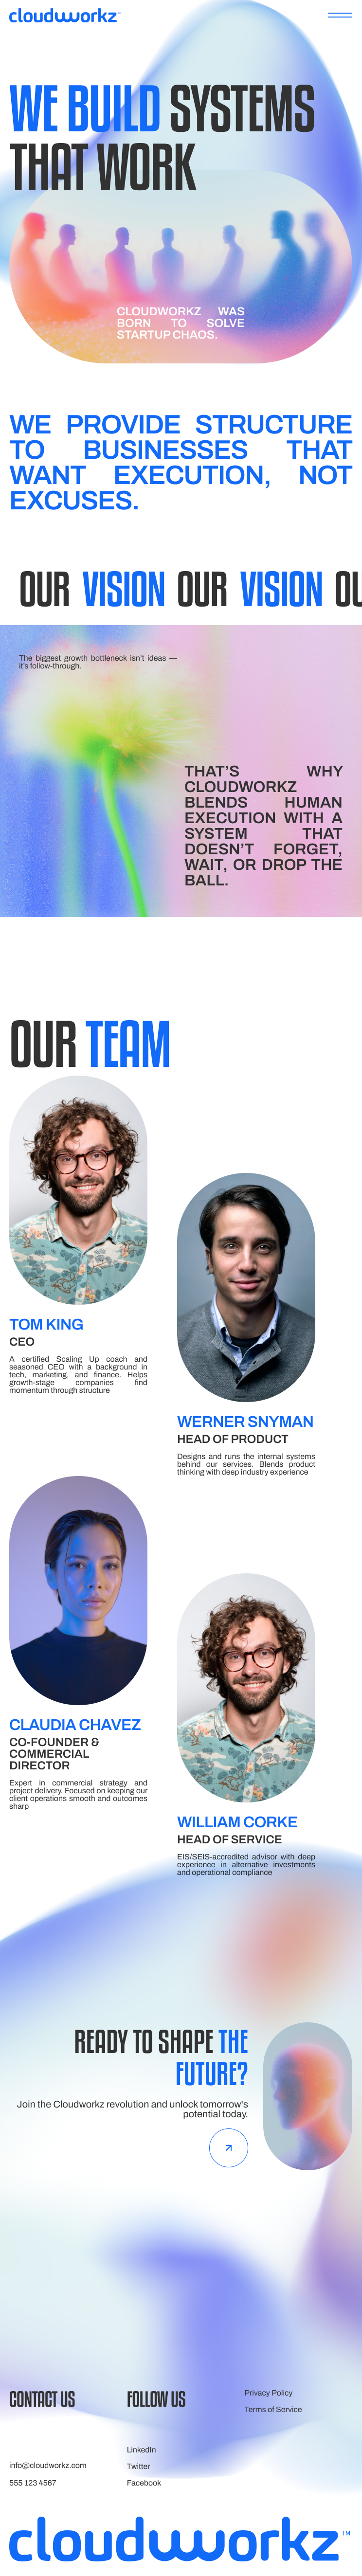 cloudworkz™
WE BUILD SYSTEMS
THAT WORK
CLOUDWORKZ WAS
BORN TO SOLVE
STARTUP CHAOS.
WE PROVIDE STRUCTURE
TO BUSINESSES THAT
WANT EXECUTION, NOT
EXCUSES.
OUR VISION OUR VISION OU
The biggest growth bottleneck isn't ideas —
it's follow-through.
THAT'S WHY
CLOUDWORKZ
BLENDS HUMAN
EXECUTION WITH A
SYSTEM THAT
DOESN'T FORGET,
WAIT, OR DROP THE
BALL.
OUR TEAM
TOM KING
CEO
A certified Scaling Up coach and
seasoned CEO with a background in
tech, marketing, and finance. Helps
growth-stage companies find
momentum through structure
WERNER SNYMAN
HEAD OF PRODUCT
Designs and runs the internal systems
behind our services. Blends product
thinking with deep industry experience
CLAUDIA CHAVEZ
CO-FOUNDER &
COMMERCIAL
DIRECTOR
Expert in commercial strategy and
project delivery. Focused on keeping our
client operations smooth and outcomes
sharp
WILLIAM CORKE
HEAD OF SERVICE
EIS/SEIS-accredited advisor with deep
experience in alternative investments
and operational compliance
READY TO SHAPE THE
FUTURE?
Join the Cloudworkz revolution and unlock tomorrow's
potential today.
CONTACT US
info@cloudworkz.com
555 123 4567
FOLLOW US
LinkedIn
Twitter
Facebook
Privacy Policy
Terms of Service
cloudworkz™